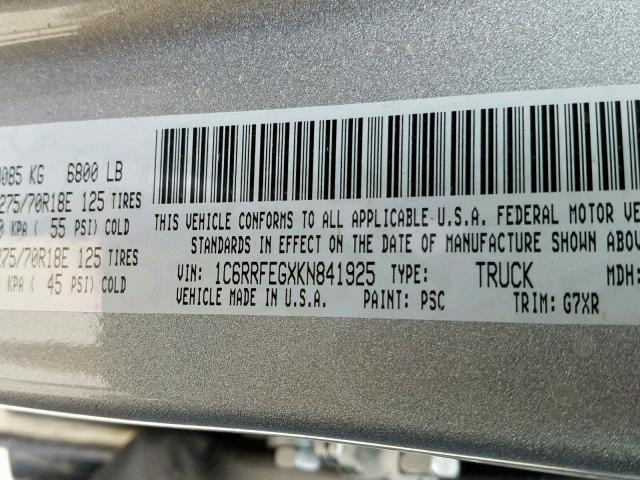 085 KG 6800 LB
275/70R18E 125 TIRES
0 KPA ( 55 PSI) COLD
275/70R18E 125 TIRES
KPA ( 45 PSI) COLD
THIS VEHICLE CONFORMS TO ALL APPLICABLE U.S.A. FEDERAL MOTOR VE
STANDARDS IN EFFECT ON THE DATE OF MANUFACTURE SHOWN ABOVE
VIN: 1C6RRFEGXKN841925 TYPE: TRUCK MDH:
VEHICLE MADE IN U.S.A. PAINT: PSC TRIM: G7XR